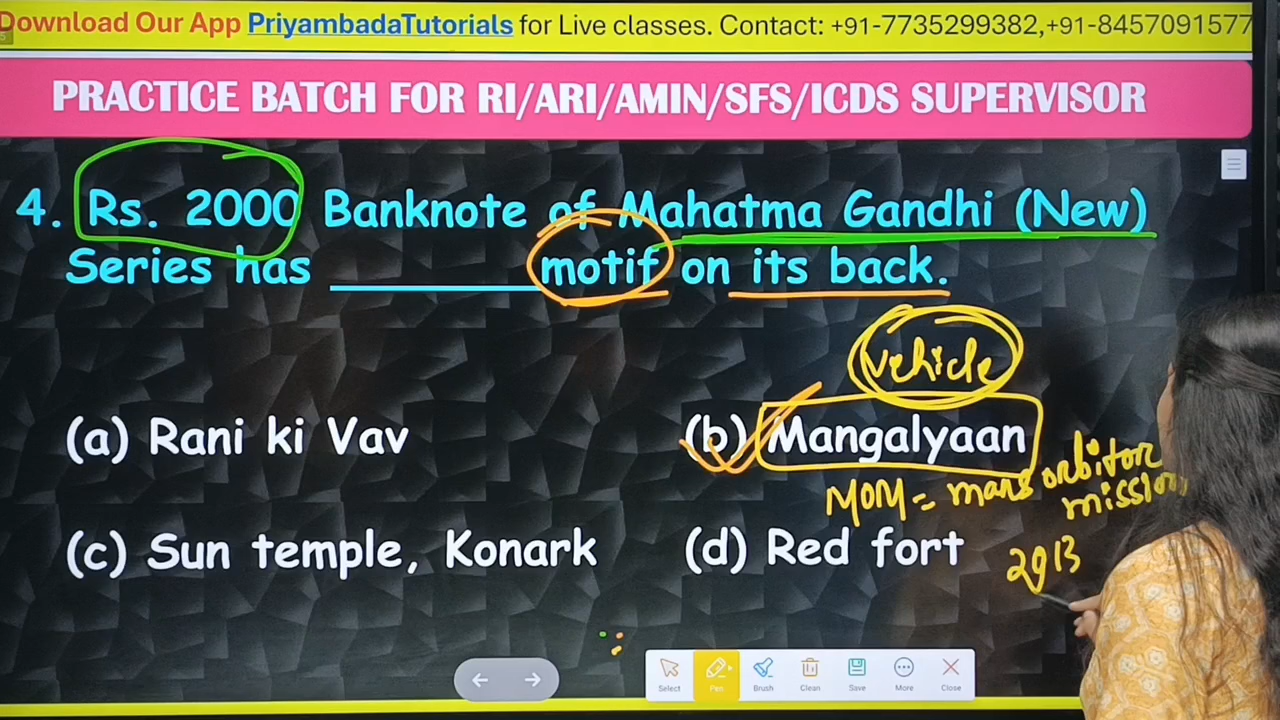 Download Our App PriyambadaTutorials for Live classes. Contact: +91-7735299382,+91-8457091577
PRACTICE BATCH FOR RI/ARI/AMIN/SFS/ICDS SUPERVISOR
4. Rs. 2000 Banknote of Mahatma Gandhi (New)
Series has __________ motif on its back.
vehicle
(a) Rani ki Vav
(b) Mangalyaan
MOM = mars orbitor
mission
(c) Sun temple, Konark
(d) Red fort
2013
Select Pen Brush Clean Save More Close